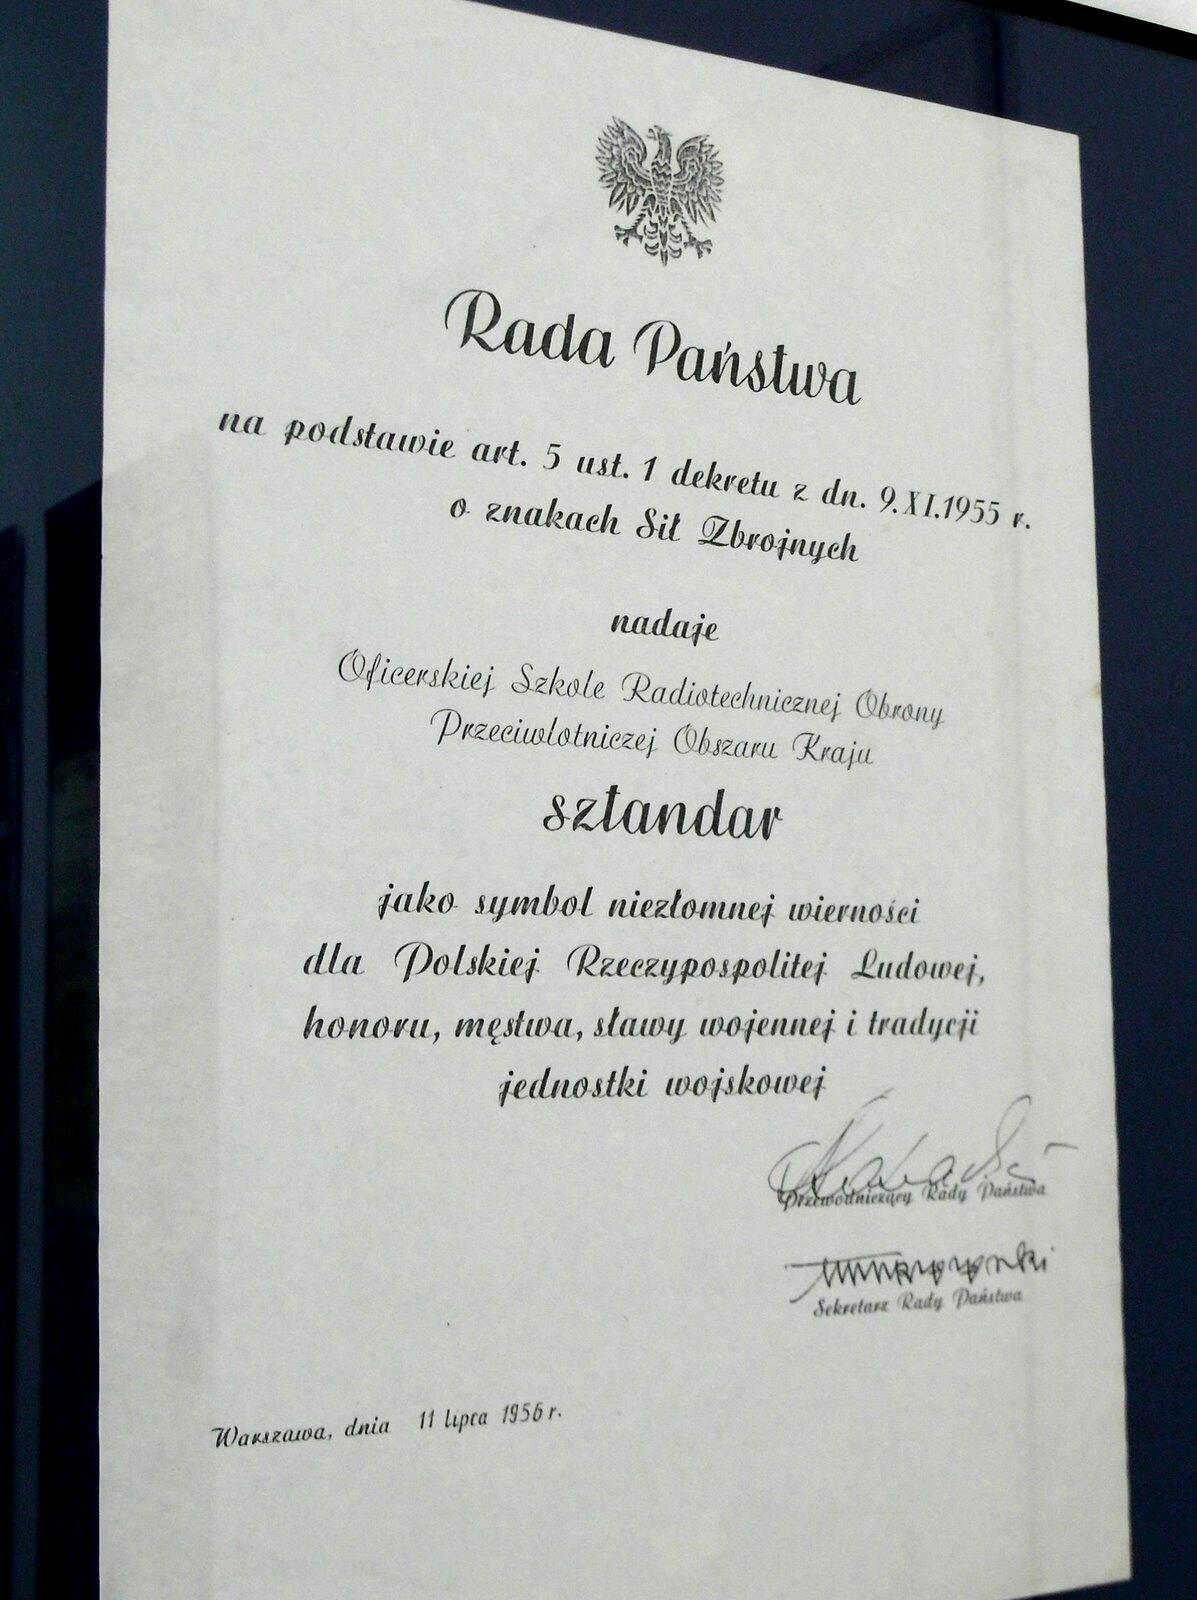 Rada Państwa
na podstawie art. 5 ust. 1 dekretu z dn. 9.XI.1955 r.
o znakach Sił Zbrojnych
nadaje
Oficerskiej Szkole Radiotechnicznej Obrony
Przeciwlotniczej Obszaru Kraju
sztandar
jako symbol niezłomnej wierności
dla Polskiej Rzeczypospolitej Ludowej,
honoru, męstwa, sławy wojennej i tradycji
jednostki wojskowej
Przewodniczący Rady Państwa
Sekretarz Rady Państwa
Warszawa, dnia 11 lipca 1956 r.